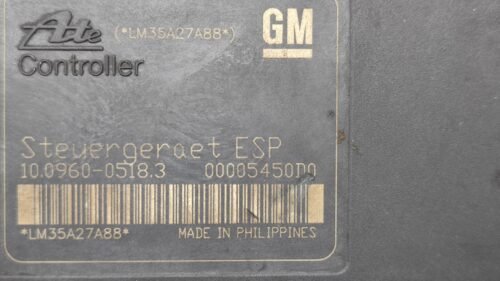 Ate (*LM35A27A88*) GM
Controller
Steuergeraet ESP
10.0960-0518.3 00005450D0
*LM35A27A88* MADE IN PHILIPPINES